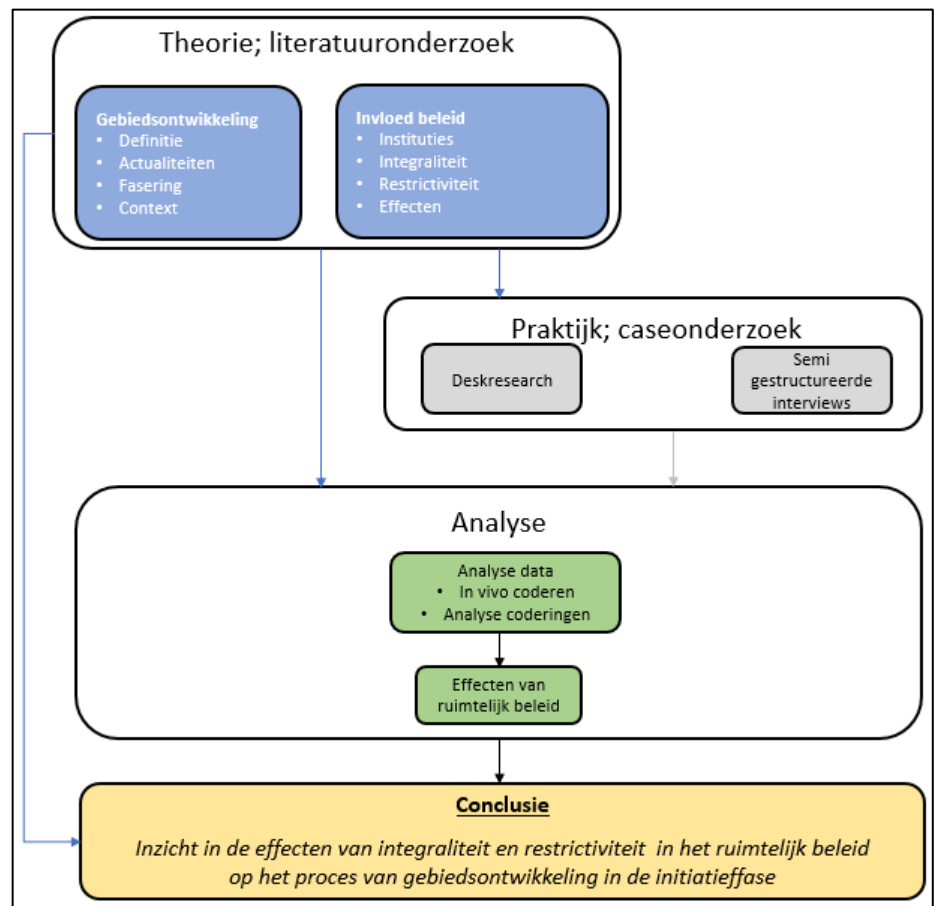 Theorie; literatuuronderzoek
Gebiedsontwikkeling
• Definitie
• Actualiteiten
• Fasering
• Context
Invloed beleid
• Instituties
• Integraliteit
• Restrictiviteit
• Effecten
Praktijk; caseonderzoek
Deskresearch
Semi
gestructureerde
interviews
Analyse
Analyse data
• In vivo coderen
• Analyse coderingen
Effecten van
ruimtelijk beleid
Conclusie
Inzicht in de effecten van integraliteit en restrictiviteit in het ruimtelijk beleid
op het proces van gebiedsontwikkeling in de initiatieffase